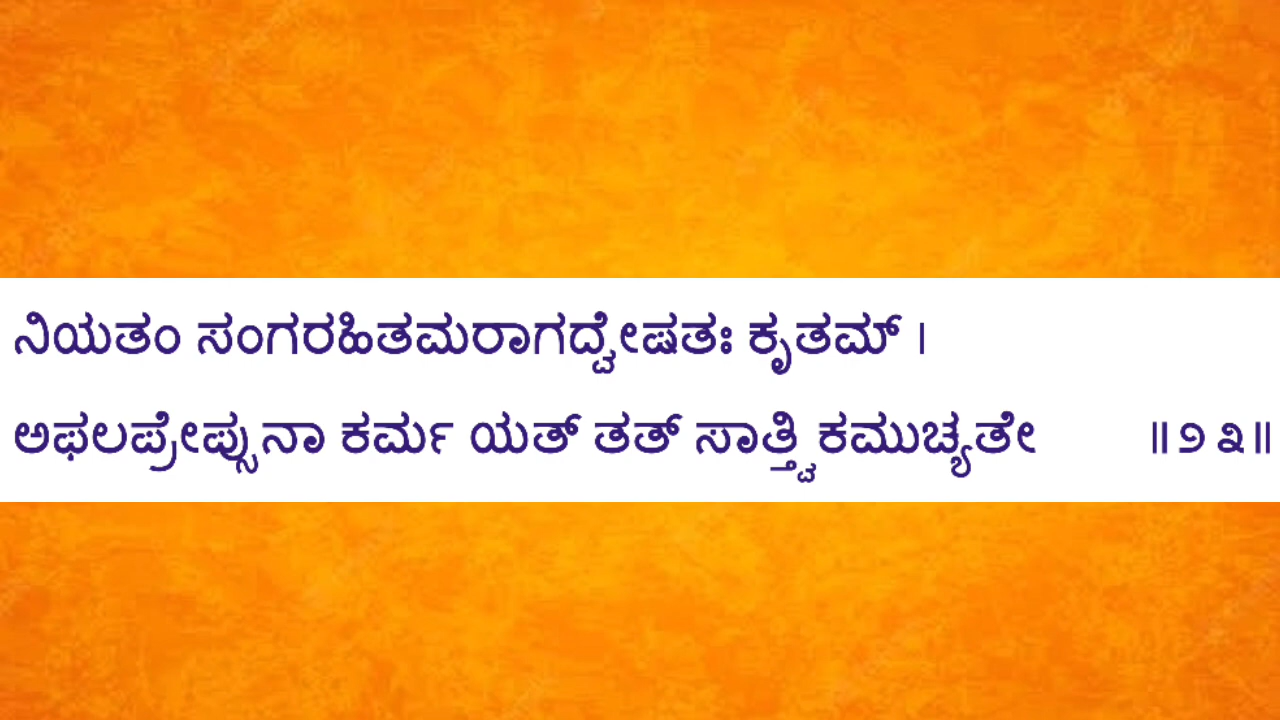 ನಿಯತಂ ಸಂಗರಹಿತಮರಾಗದ್ವೇಷತಃ ಕೃತಮ್ ।
ಅಫಲಪ್ರೇಪ್ಸುನಾ ಕರ್ಮ ಯತ್ ತತ್ ಸಾತ್ತ್ವಿಕಮುಚ್ಯತೇ ॥೨೩॥